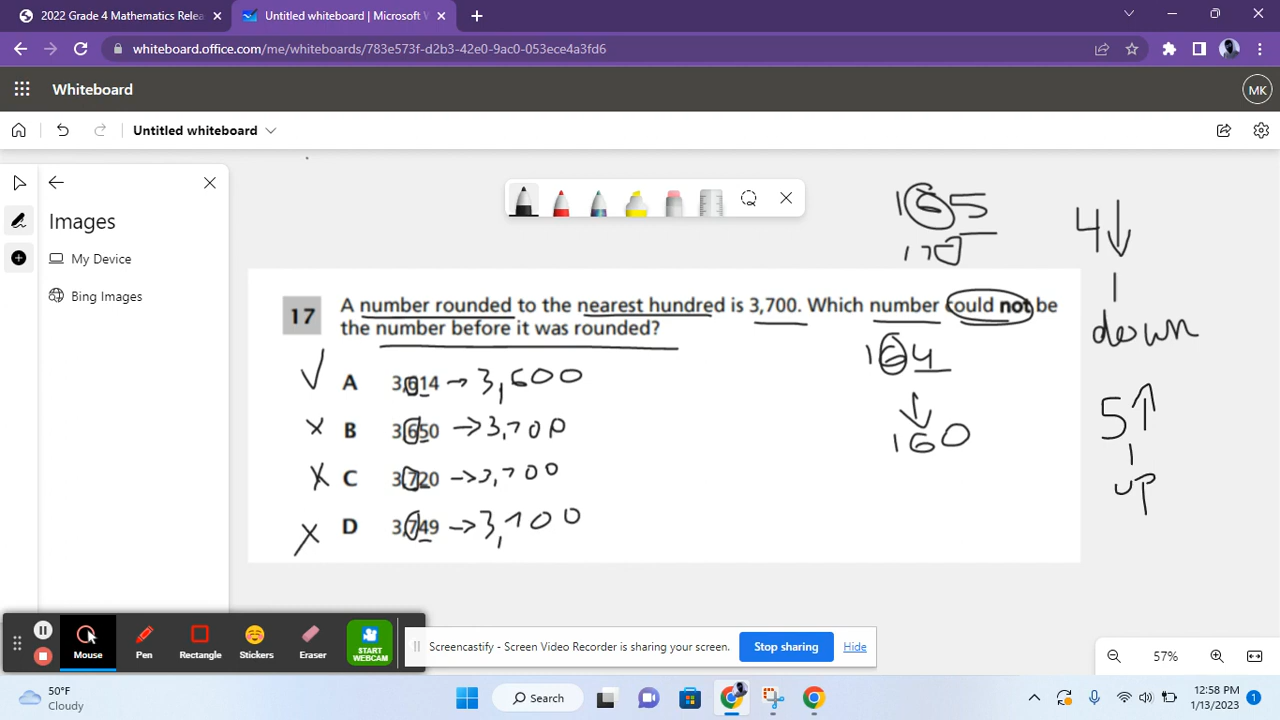 2022 Grade 4 Mathematics Relea
Untitled whiteboard | Microsoft
whiteboard.office.com/me/whiteboards/783e573f-d2b3-42e0-9ac0-053ece4a3fd6
Whiteboard
MK
Untitled whiteboard
Images
My Device
Bing Images
165
170
4↓
down
5↑
up
164
↓
160
17 A number rounded to the nearest hundred is 3,700. Which number could not be
the number before it was rounded?
✓ A 3,614 → 3,600
x B 3,650 → 3,700
x C 3,720 → 3,700
x D 3,749 → 3,700
Mouse
Pen
Rectangle
Stickers
Eraser
START
WEBCAM
Screencastify - Screen Video Recorder is sharing your screen.
Stop sharing
Hide
57%
50°F
Cloudy
Search
12:58 PM
1/13/2023
1